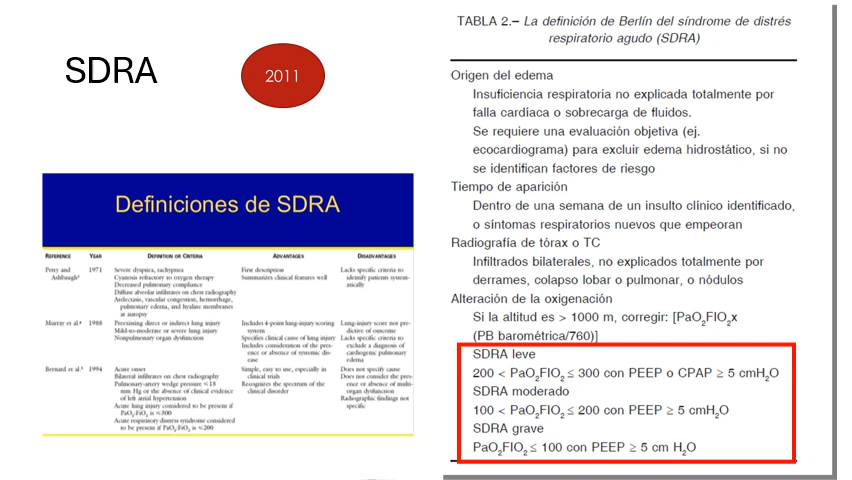 SDRA
2011
Definiciones de SDRA
REFERENCE YEAR DEFINITION OR CRITERIA ADVANTAGES DISADVANTAGES
Petty and Ashbaugh 1971
Severe dyspnea, tachypnea
Cyanosis refractory to oxygen therapy
Decreased pulmonary compliance
Diffuse alveolar infiltrates on chest radiography
Atelectasis, vascular congestion, hemorrhage,
pulmonary edema, and hyaline membranes
at autopsy
First description
Summarizes clinical features well
Lacks specific criteria to
identify patients system-
atically
Murray et al.⁴ 1988
Preexisting direct or indirect lung injury
Mild-to-moderate or severe lung injury
Nonpulmonary organ dysfunction
Includes 4-point lung-injury scoring
system
Specifies clinical cause of lung injury
Includes consideration of the pres-
ence or absence of systemic dis-
ease
Lung-injury score not pre-
dictive of outcome
Lacks specific criteria to
exclude a diagnosis of
cardiogenic pulmonary
edema
Bernard et al.⁵ 1994
Acute onset
Bilateral infiltrates on chest radiography
Pulmonary-artery wedge pressure ≤18
mm Hg or the absence of clinical evidence
of left atrial hypertension
Acute lung injury considered to be present if
PaO₂:FiO₂ is ≤300
Acute respiratory distress syndrome considered
to be present if PaO₂:FiO₂ is ≤200
Simple, easy to use, especially in
clinical trials
Recognizes the spectrum of the
clinical disorder
Does not specify cause
Does not consider the pres-
ence or absence of multi-
organ dysfunction
Radiographic findings not
specific
TABLA 2.– La definición de Berlín del síndrome de distrés
respiratorio agudo (SDRA)
Origen del edema
Insuficiencia respiratoria no explicada totalmente por
falla cardíaca o sobrecarga de fluidos.
Se requiere una evaluación objetiva (ej.
ecocardiograma) para excluir edema hidrostático, si no
se identifican factores de riesgo
Tiempo de aparición
Dentro de una semana de un insulto clínico identificado,
o síntomas respiratorios nuevos que empeoran
Radiografía de tórax o TC
Infiltrados bilaterales, no explicados totalmente por
derrames, colapso lobar o pulmonar, o nódulos
Alteración de la oxigenación
Si la altitud es > 1000 m, corregir: [PaO₂FIO₂x
(PB barométrica/760)]
SDRA leve
200 < PaO₂FIO₂ ≤ 300 con PEEP o CPAP ≥ 5 cmH₂O
SDRA moderado
100 < PaO₂FIO₂ ≤ 200 con PEEP ≥ 5 cmH₂O
SDRA grave
PaO₂FIO₂ ≤ 100 con PEEP ≥ 5 cm H₂O